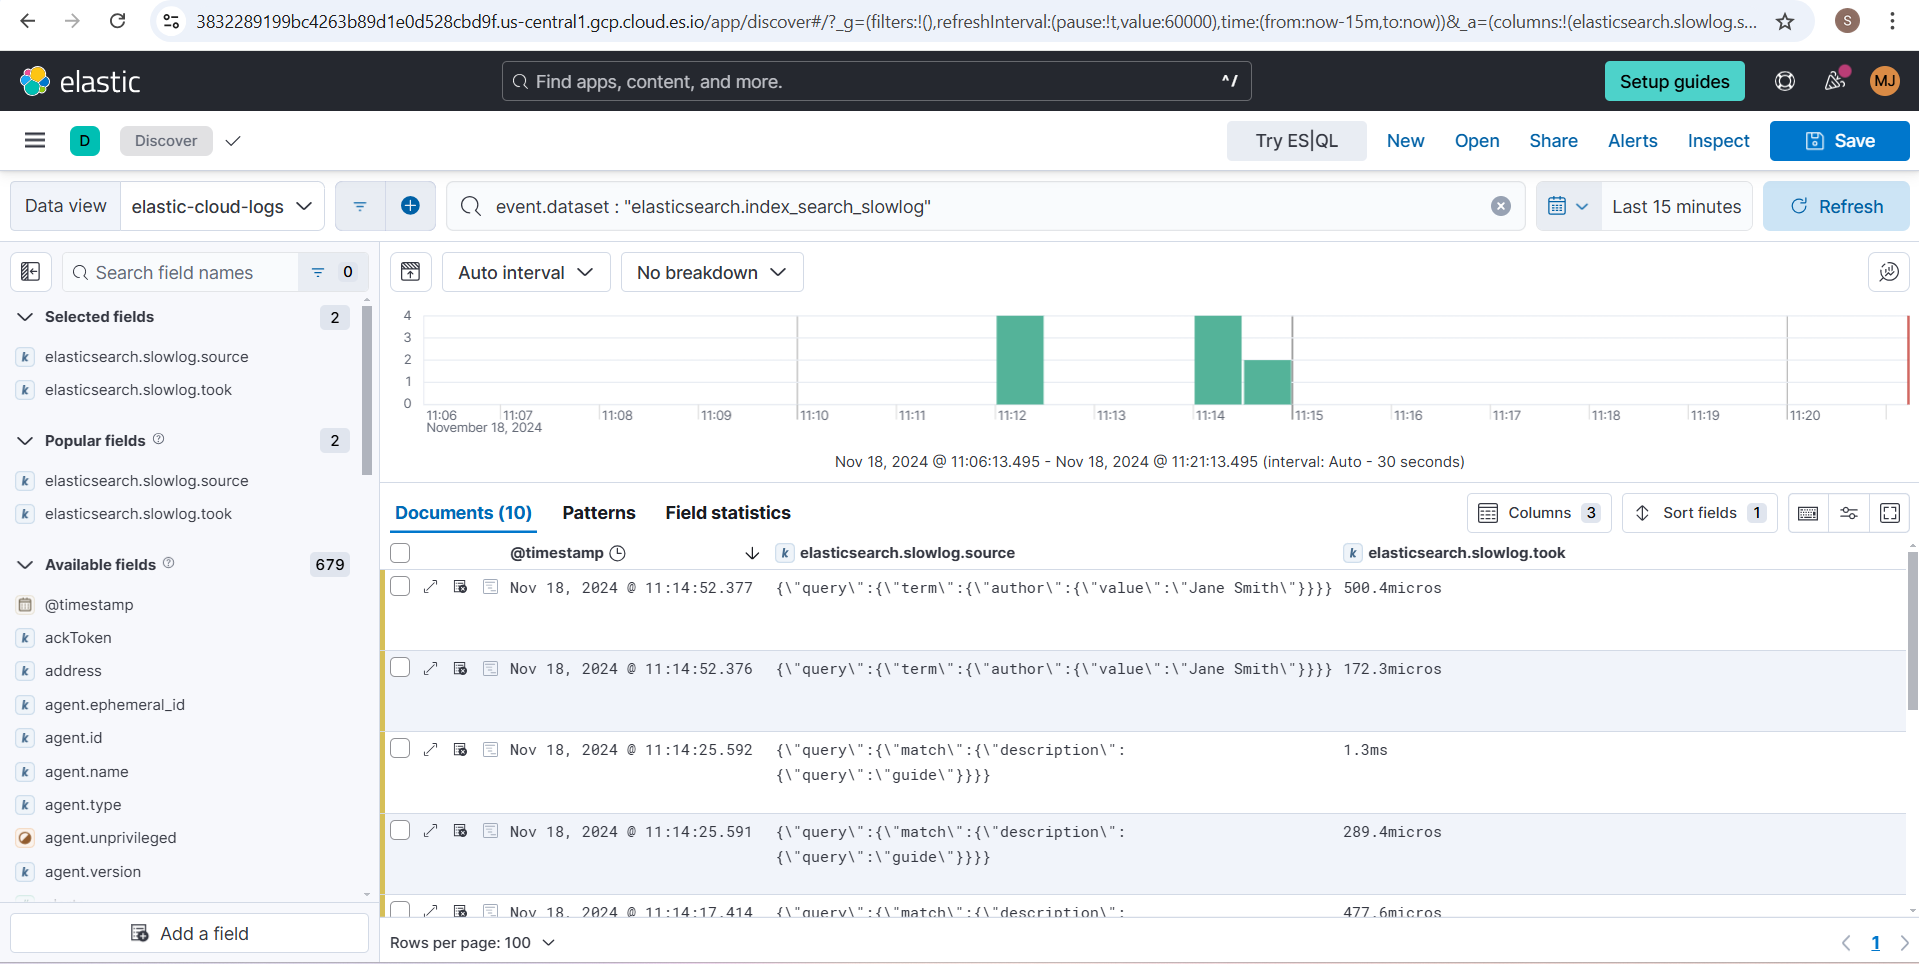 3832289199bc4263b89d1e0d528cbd9f.us-central1.gcp.cloud.es.io/app/discover#/?_g=(filters:!(),refreshInterval:(pause:!t,value:60000),time:(from:now-15m,to:now))&_a=(columns:!(elasticsearch.slowlog.s...
S
elastic
Find apps, content, and more.
^/
Setup guides
MJ
D
Discover
Try ES|QL
New
Open
Share
Alerts
Inspect
Save
Data view
elastic-cloud-logs
event.dataset : "elasticsearch.index_search_slowlog"
Last 15 minutes
Refresh
Search field names
0
Auto interval
No breakdown
Selected fields
2
k elasticsearch.slowlog.source
k elasticsearch.slowlog.took
Popular fields
2
k elasticsearch.slowlog.source
k elasticsearch.slowlog.took
Available fields
679
@timestamp
k ackToken
k address
k agent.ephemeral_id
k agent.id
k agent.name
k agent.type
agent.unprivileged
k agent.version
Add a field
4
3
2
1
0
11:06 11:07 11:08 11:09 11:10 11:11 11:12 11:13 11:14 11:15 11:16 11:17 11:18 11:19 11:20
November 18, 2024
Nov 18, 2024 @ 11:06:13.495 - Nov 18, 2024 @ 11:21:13.495 (interval: Auto - 30 seconds)
Documents (10)
Patterns
Field statistics
Columns 3
Sort fields 1
@timestamp
k elasticsearch.slowlog.source
k elasticsearch.slowlog.took
Nov 18, 2024 @ 11:14:52.377 {\"query\":{\"term\":{\"author\":{\"value\":\"Jane Smith\"}}}} 500.4micros
Nov 18, 2024 @ 11:14:52.376 {\"query\":{\"term\":{\"author\":{\"value\":\"Jane Smith\"}}}} 172.3micros
Nov 18, 2024 @ 11:14:25.592 {\"query\":{\"match\":{\"description\": 1.3ms
{\"query\":\"guide\"}}}}
Nov 18, 2024 @ 11:14:25.591 {\"query\":{\"match\":{\"description\": 289.4micros
{\"query\":\"guide\"}}}}
Nov 18, 2024 @ 11:14:17.414 {\"query\":{\"match\":{\"description\": 477.6micros
Rows per page: 100
1